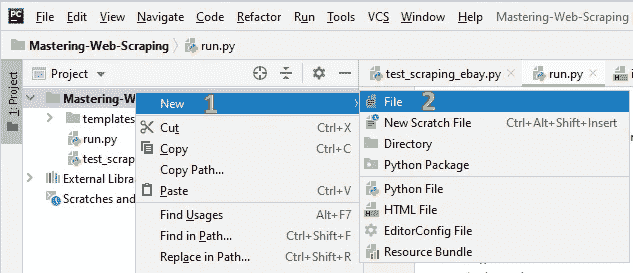 PC File Edit View Navigate Code Refactor Run Tools VCS Window Help Mastering-Web-Scraping
Mastering-Web-Scraping run.py
1: Project
Project
test_scraping_ebay.py run.py
Mastering-W
templates
run.py
test_scrap
External Libra
Scratches and
New 1
Cut Ctrl+X
Copy Ctrl+C
Copy Path...
Paste Ctrl+V
Find Usages Alt+F7
Find in Path... Ctrl+Shift+F
Replace in Path... Ctrl+Shift+R
File 2
New Scratch File Ctrl+Alt+Shift+Insert
Directory
Python Package
Python File
HTML File
EditorConfig File
Resource Bundle